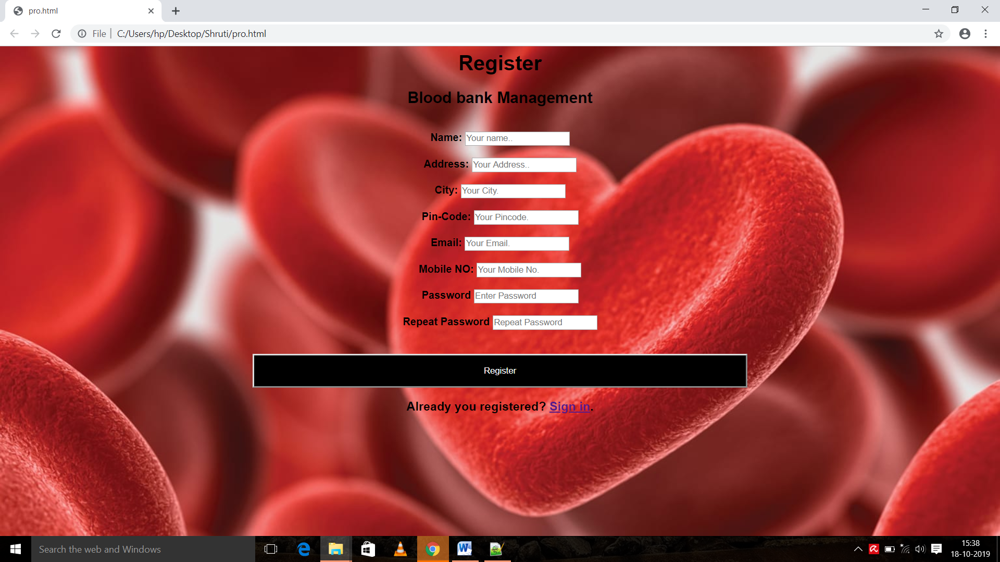 pro.html
File | C:/Users/hp/Desktop/Shruti/pro.html
Register
Blood bank Management
Name: Your name..
Address: Your Address..
City: Your City.
Pin-Code: Your Pincode.
Email: Your Email.
Mobile NO: Your Mobile No.
Password Enter Password
Repeat Password Repeat Password
Register
Already you registered? Sign in.
Search the web and Windows
15:38
18-10-2019